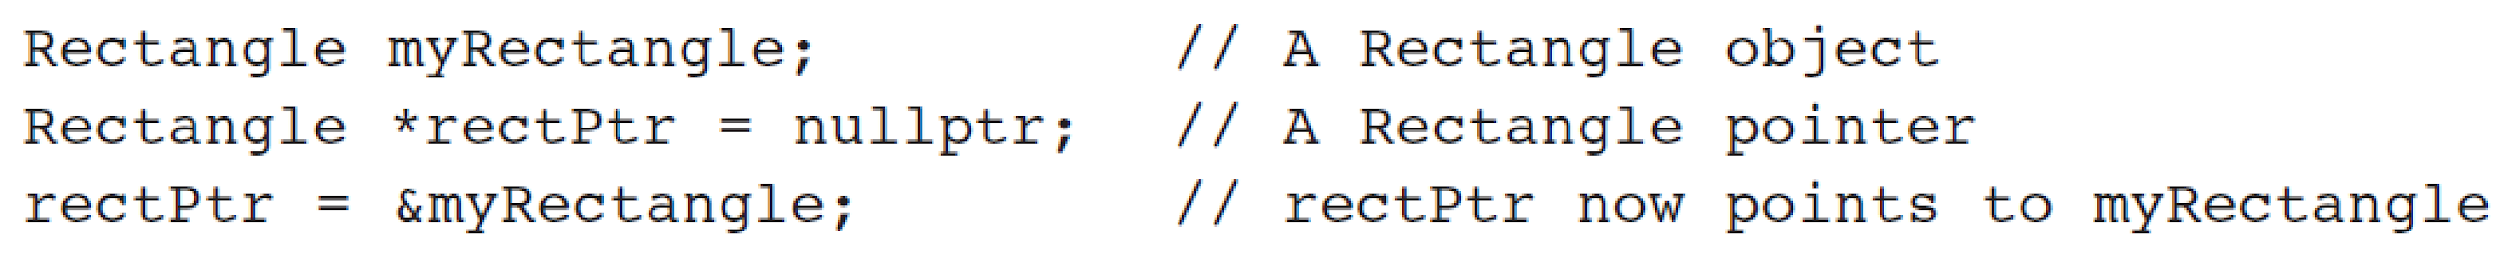 Rectangle myRectangle; // A Rectangle object
Rectangle *rectPtr = nullptr; // A Rectangle pointer
rectPtr = &myRectangle; // rectPtr now points to myRectangle